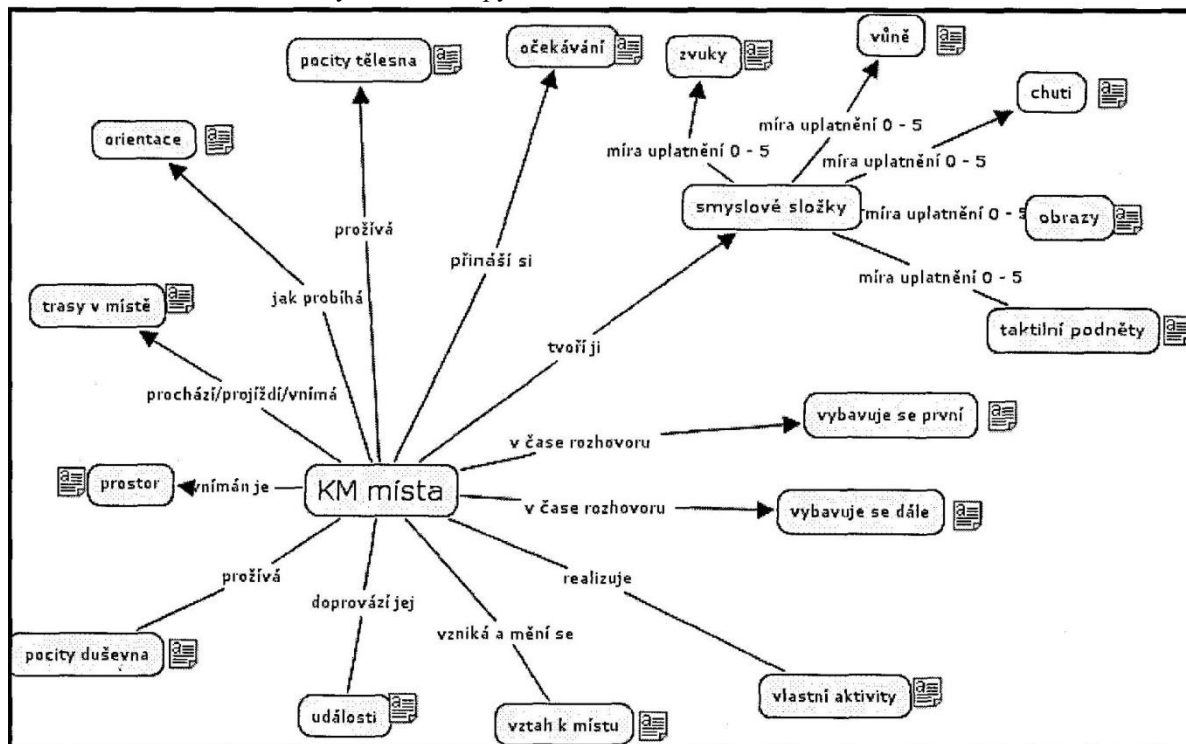 vůně
očekávání
zvuky
pocity tělesna
chuti
míra uplatnění 0 - 5
orientace
míra uplatnění 0 - 5
míra uplatnění 0 - 5
smyslové složky
míra uplatnění 0 - 5
obrazy
prožívá
přináší si
míra uplatnění 0 - 5
jak probíhá
trasy v místě
taktilní podněty
tvoří ji
prochází/projíždí/vnímá
vybavuje se první
v čase rozhovoru
prostor
vnímán je
KM místa
v čase rozhovoru
vybavuje se dále
prožívá
realizuje
doprovází jej
vzniká a mění se
pocity duševna
vlastní aktivity
události
vztah k místu